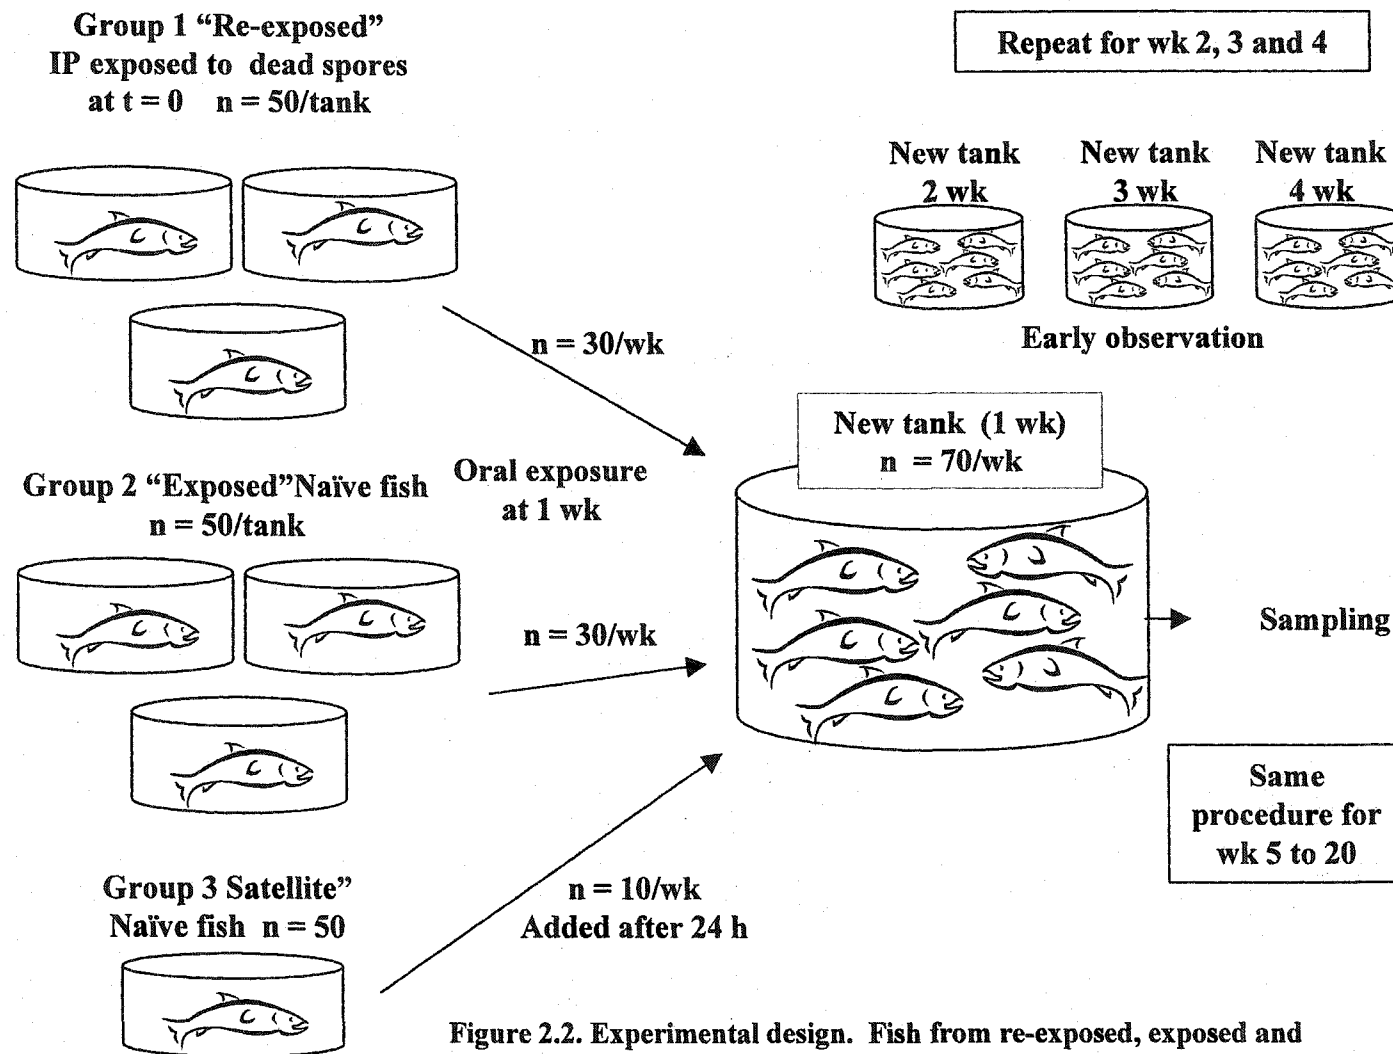 Group 1 “Re-exposed”
IP exposed to dead spores
at t = 0 n = 50/tank
Repeat for wk 2, 3 and 4
New tank
2 wk
New tank
3 wk
New tank
4 wk
Early observation
n = 30/wk
New tank (1 wk)
n = 70/wk
Group 2 “Exposed”Naïve fish
n = 50/tank
Oral exposure
at 1 wk
n = 30/wk
Sampling
Same
procedure for
wk 5 to 20
Group 3 Satellite”
Naïve fish n = 50
n = 10/wk
Added after 24 h
Figure 2.2. Experimental design. Fish from re-exposed, exposed and